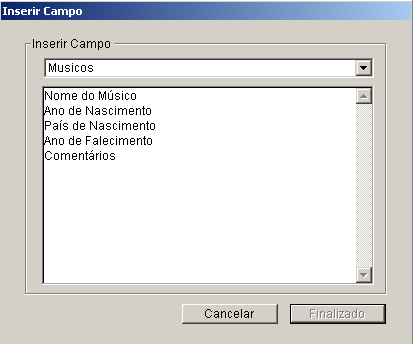 Inserir Campo
Inserir Campo
Musicos
Nome do Músico
Ano de Nascimento
País de Nascimento
Ano de Falecimento
Comentários
Cancelar
Finalizado